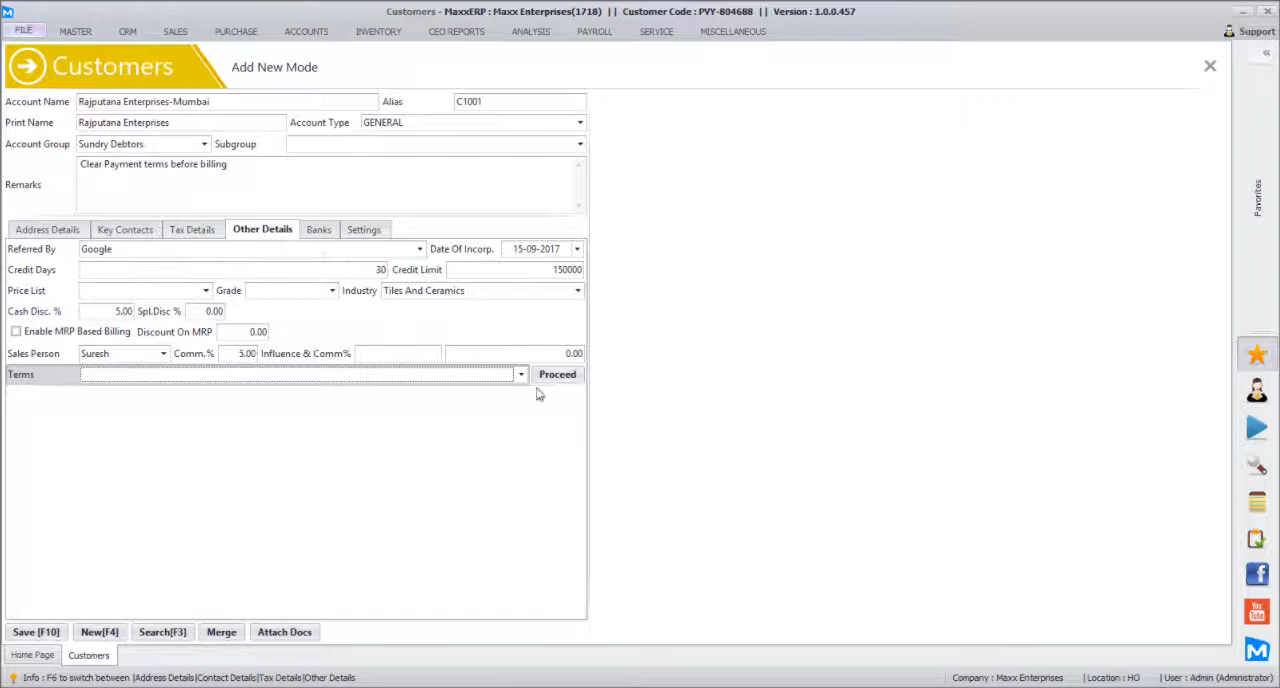 Customers - MaxxERP : Maxx Enterprises(1718) || Customer Code : PVY-804688 || Version : 1.0.0.457
FILE MASTER CRM SALES PURCHASE ACCOUNTS INVENTORY CEO REPORTS ANALYSIS PAYROLL SERVICE MISCELLANEOUS Support
Customers Add New Mode
Account Name Rajputana Enterprises-Mumbai Alias C1001
Print Name Rajputana Enterprises Account Type GENERAL
Account Group Sundry Debtors Subgroup
Clear Payment terms before billing
Remarks
Favorites
Address Details Key Contacts Tax Details Other Details Banks Settings
Referred By Google Date Of Incorp. 15-09-2017
Credit Days 30 Credit Limit 150000
Price List Grade Industry Tiles And Ceramics
Cash Disc. % 5.00 Spl.Disc % 0.00
Enable MRP Based Billing Discount On MRP 0.00
Sales Person Suresh Comm.% 5.00 Influence & Comm% 0.00
Terms Proceed
You
Tube
Save [F10] New[F4] Search[F3] Merge Attach Docs
Home Page Customers
Info : F6 to switch between |Address Details|Contact Details|Tax Details|Other Details Company : Maxx Enterprises |Location : HO |User : Admin (Administrator)